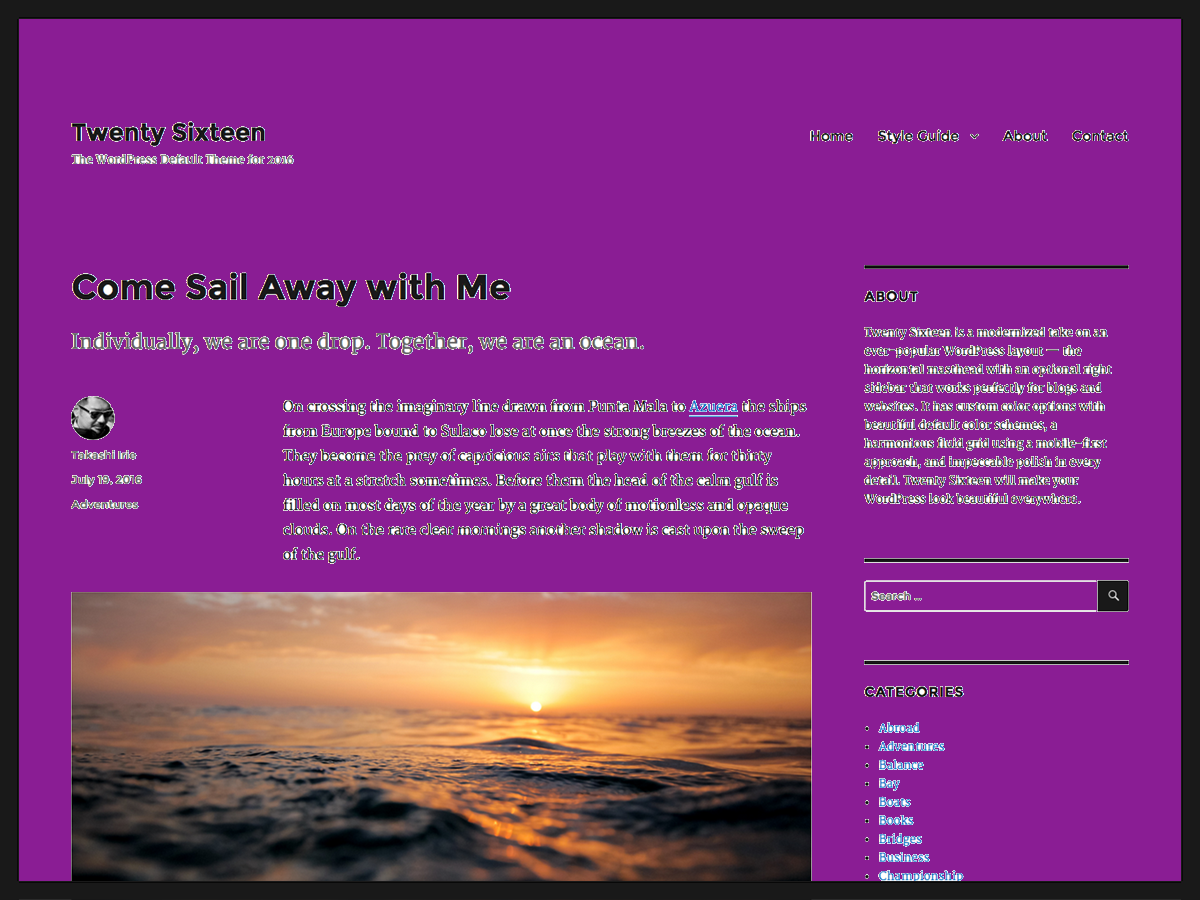 Twenty Sixteen
The WordPress Default Theme for 2016
Home Style Guide About Contact
Come Sail Away with Me
Individually, we are one drop. Together, we are an ocean.
Takashi Irie
July 19, 2016
Adventures
On crossing the imaginary line drawn from Punta Mala to Azuera the ships
from Europe bound to Sulaco lose at once the strong breezes of the ocean.
They become the prey of capricious airs that play with them for thirty
hours at a stretch sometimes. Before them the head of the calm gulf is
filled on most days of the year by a great body of motionless and opaque
clouds. On the rare clear mornings another shadow is cast upon the sweep
of the gulf.
ABOUT
Twenty Sixteen is a modernized take on an
ever-popular WordPress layout — the
horizontal masthead with an optional right
sidebar that works perfectly for blogs and
websites. It has custom color options with
beautiful default color schemes, a
harmonious fluid grid using a mobile-first
approach, and impeccable polish in every
detail. Twenty Sixteen will make your
WordPress look beautiful everywhere.
Search ...
CATEGORIES
Abroad
Adventures
Balance
Bay
Boats
Books
Bridges
Business
Championship